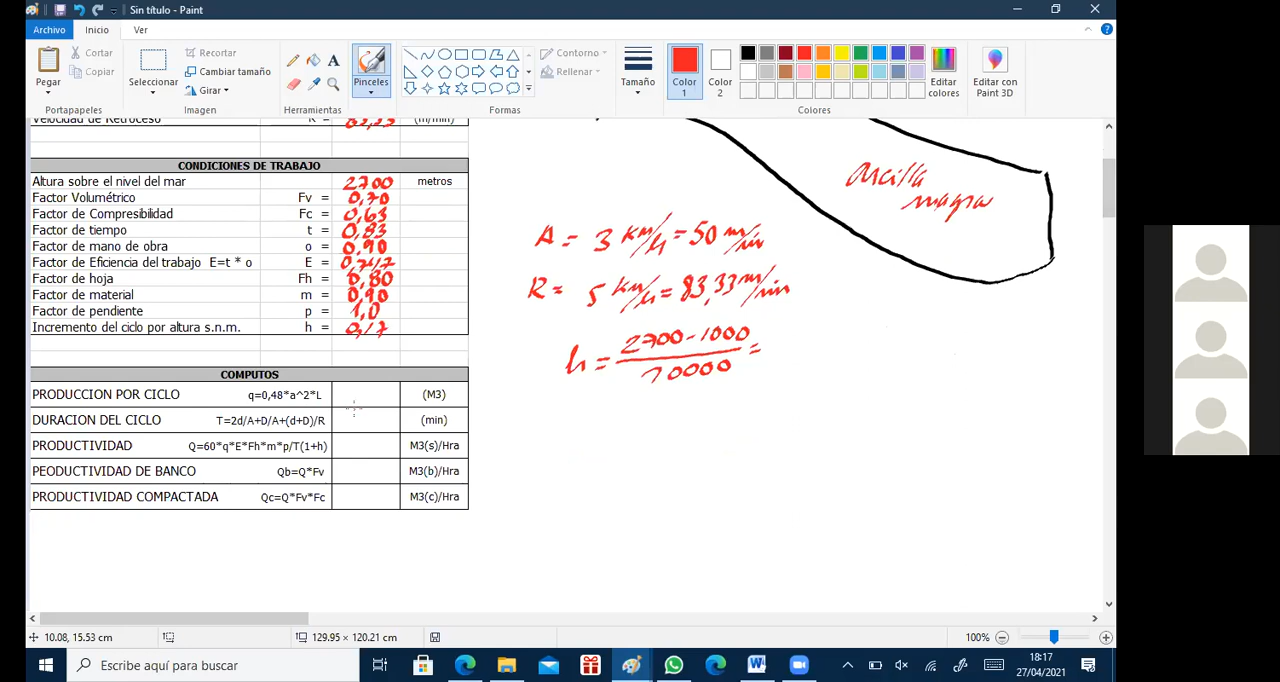 Sin título - Paint
Archivo Inicio Ver
Pegar
Cortar
Copiar
Portapapeles
Seleccionar
Recortar
Cambiar tamaño
Girar
Imagen
A
Herramientas
Pinceles
Contorno
Rellenar
Formas
Tamaño
Color 1
Color 2
Editar colores
Editar con Paint 3D
Colores
Velocidad de Retroceso R = 83,33 (m/min)
CONDICIONES DE TRABAJO
Altura sobre el nivel del mar 2700 metros
Factor Volumétrico Fv = 0,70
Factor de Compresibilidad Fc = 0,63
Factor de tiempo t = 0,83
Factor de mano de obra o = 0,90
Factor de Eficiencia del trabajo E=t * o E = 0,747
Factor de hoja Fh = 0,80
Factor de material m = 0,90
Factor de pendiente p = 1,0
Incremento del ciclo por altura s.n.m. h = 0,17
COMPUTOS
PRODUCCION POR CICLO q=0,48*a^2*L (M3)
DURACION DEL CICLO T=2d/A+D/A+(d+D)/R (min)
PRODUCTIVIDAD Q=60*q*E*Fh*m*p/T(1+h) M3(s)/Hra
PEODUCTIVIDAD DE BANCO Qb=Q*Fv M3(b)/Hra
PRODUCTIVIDAD COMPACTADA Qc=Q*Fv*Fc M3(c)/Hra
Arcilla
magra
A = 3 km/h = 50 m/min
R = 5 km/h = 83,33 m/min
h = 2700-1000 =
10000
10.08, 15.53 cm
129.95 × 120.21 cm
100%
Escribe aquí para buscar
18:17
27/04/2021